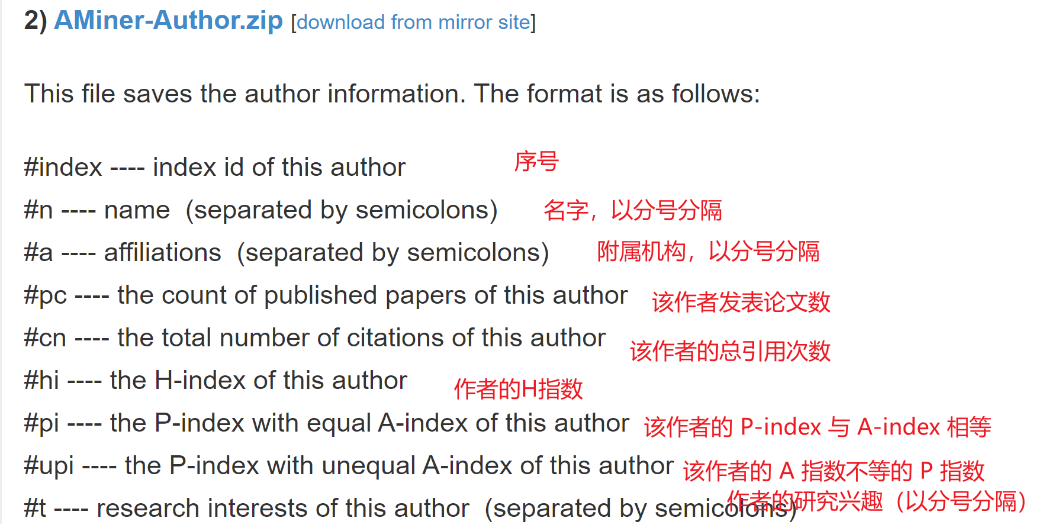 2) AMiner-Author.zip [download from mirror site]
This file saves the author information. The format is as follows:
#index ---- index id of this author 序号
#n ---- name (separated by semicolons) 名字，以分号分隔
#a ---- affiliations (separated by semicolons) 附属机构，以分号分隔
#pc ---- the count of published papers of this author 该作者发表论文数
#cn ---- the total number of citations of this author 该作者的总引用次数
#hi ---- the H-index of this author 作者的H指数
#pi ---- the P-index with equal A-index of this author 该作者的 P-index 与 A-index 相等
#upi ---- the P-index with unequal A-index of this author 该作者的 A 指数不等的 P 指数
#t ---- research interests of this author (separated by semicolons) 作者的研究兴趣（以分号分隔）